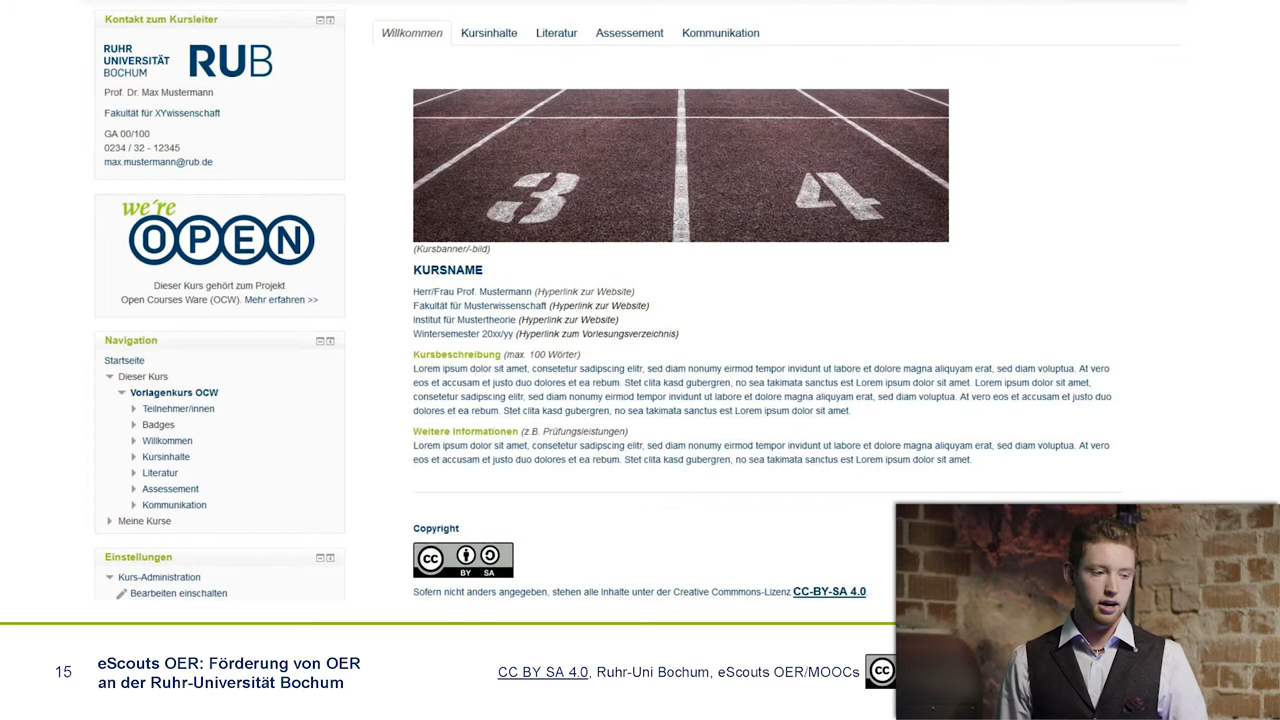 Kontakt zum Kursleiter
RUHR
UNIVERSITÄT
BOCHUM
RUB
Prof. Dr. Max Mustermann
Fakultät für XYwissenschaft
GA 00/100
0234 / 32 - 12345
max.mustermann@rub.de
we're
OPEN
Dieser Kurs gehört zum Projekt
Open Courses Ware (OCW). Mehr erfahren >>
Navigation
Startseite
Dieser Kurs
Vorlagenkurs OCW
Teilnehmer/innen
Badges
Willkommen
Kursinhalte
Literatur
Assessement
Kommunikation
Meine Kurse
Einstellungen
Kurs-Administration
Bearbeiten einschalten
Willkommen Kursinhalte Literatur Assessement Kommunikation
3 4
(Kursbanner/-bild)
KURSNAME
Herr/Frau Prof. Mustermann (Hyperlink zur Website)
Fakultät für Musterwissenschaft (Hyperlink zur Website)
Institut für Mustertheorie (Hyperlink zur Website)
Wintersemester 20xx/yy (Hyperlink zum Vorlesungsverzeichnis)
Kursbeschreibung (max. 100 Wörter)
Lorem ipsum dolor sit amet, consetetur sadipscing elitr, sed diam nonumy eirmod tempor invidunt ut labore et dolore magna aliquyam erat, sed diam voluptua. At vero
eos et accusam et justo duo dolores et ea rebum. Stet clita kasd gubergren, no sea takimata sanctus est Lorem ipsum dolor sit amet. Lorem ipsum dolor sit amet,
consetetur sadipscing elitr, sed diam nonumy eirmod tempor invidunt ut labore et dolore magna aliquyam erat, sed diam voluptua. At vero eos et accusam et justo duo
dolores et ea rebum. Stet clita kasd gubergren, no sea takimata sanctus est Lorem ipsum dolor sit amet.
Weitere Informationen (z.B. Prüfungsleistungen)
Lorem ipsum dolor sit amet, consetetur sadipscing elitr, sed diam nonumy eirmod tempor invidunt ut labore et dolore magna aliquyam erat, sed diam voluptua. At vero
eos et accusam et justo duo dolores et ea rebum. Stet clita kasd gubergren, no sea takimata sanctus est Lorem ipsum dolor sit amet.
Copyright
CC BY SA
Sofern nicht anders angegeben, stehen alle Inhalte unter der Creative Commmons-Lizenz CC-BY-SA 4.0.
15
eScouts OER: Förderung von OER
an der Ruhr-Universität Bochum
CC BY SA 4.0, Ruhr-Uni Bochum, eScouts OER/MOOCs
CC